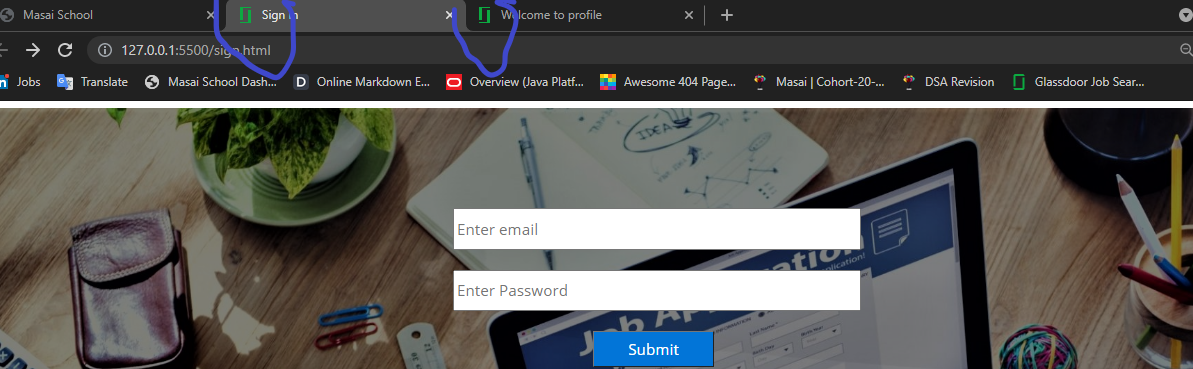 Masai School
Sign in
Welcome to profile
127.0.0.1:5500/sign.html
Jobs
Translate
Masai School Dash...
D
Online Markdown E...
Overview (Java Platf...
Awesome 404 Page...
Masai | Cohort-20-...
DSA Revision
Glassdoor Job Sear...
IDEA
Enter email
Enter Password
Job Application
Submit